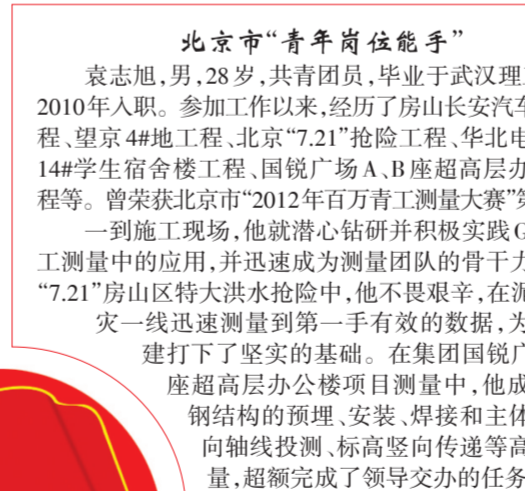 北京市“青年岗位能手”
袁志旭，男，28岁，共青团员，毕业于武汉理
2010年入职。参加工作以来，经历了房山长安汽车
程、望京4#地工程、北京“7.21”抢险工程、华北电
14#学生宿舍楼工程、国锐广场A、B座超高层办
程等。曾荣获北京市“2012年百万青工测量大赛”第
一到施工现场，他就潜心钻研并积极实践G
工测量中的应用，并迅速成为测量团队的骨干力
“7.21”房山区特大洪水抢险中，他不畏艰辛，在
灾一线迅速测量到第一手有效的数据，为
建打下了坚实的基础。在集团国锐广
座超高层办公楼项目测量中，他成
钢结构的预埋、安装、焊接和主体
向轴线投测、标高竖向传递等高
量，超额完成了领导交办的任务